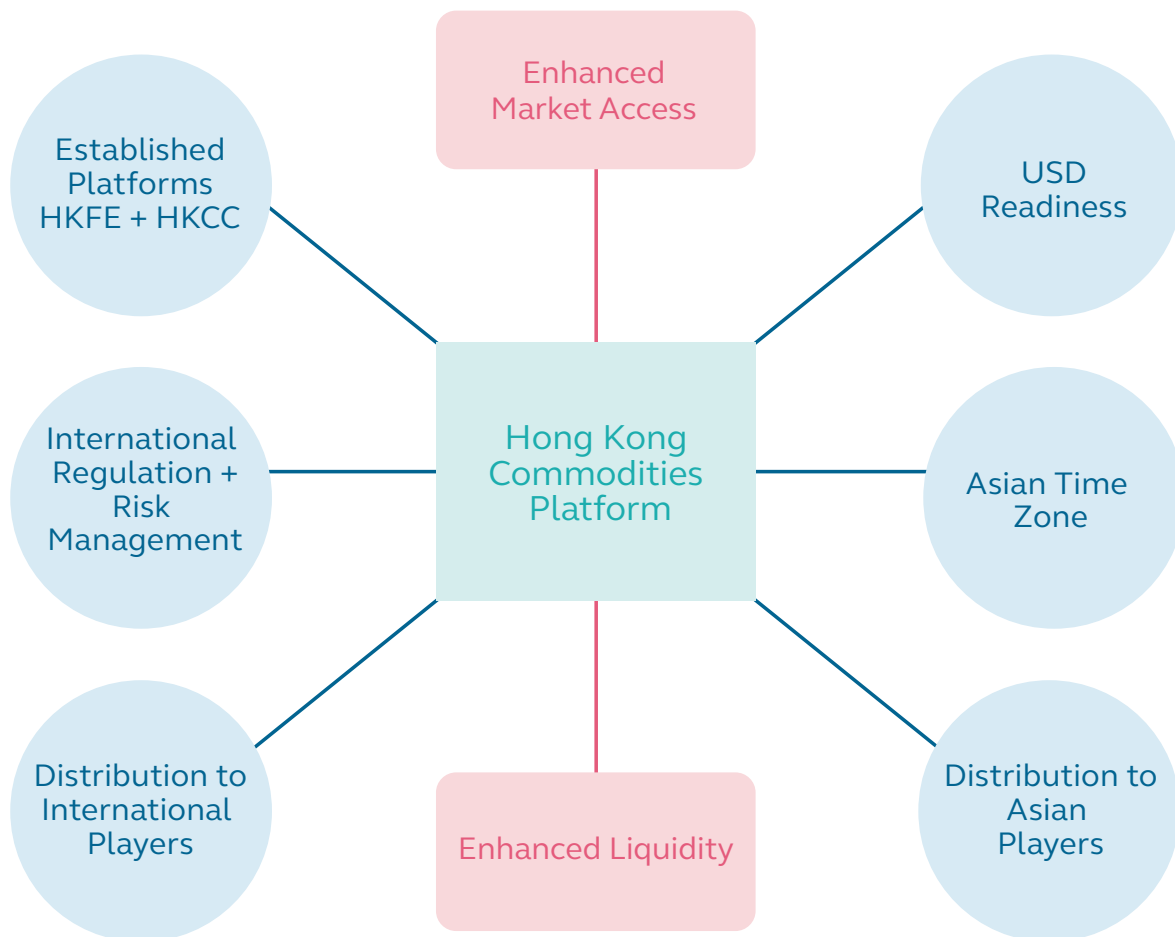 Enhanced
Market Access
Established
Platforms
HKFE + HKCC
USD
Readiness
International
Regulation +
Risk
Management
Hong Kong
Commodities
Platform
Asian Time
Zone
Distribution to
International
Players
Enhanced Liquidity
Distribution to
Asian
Players